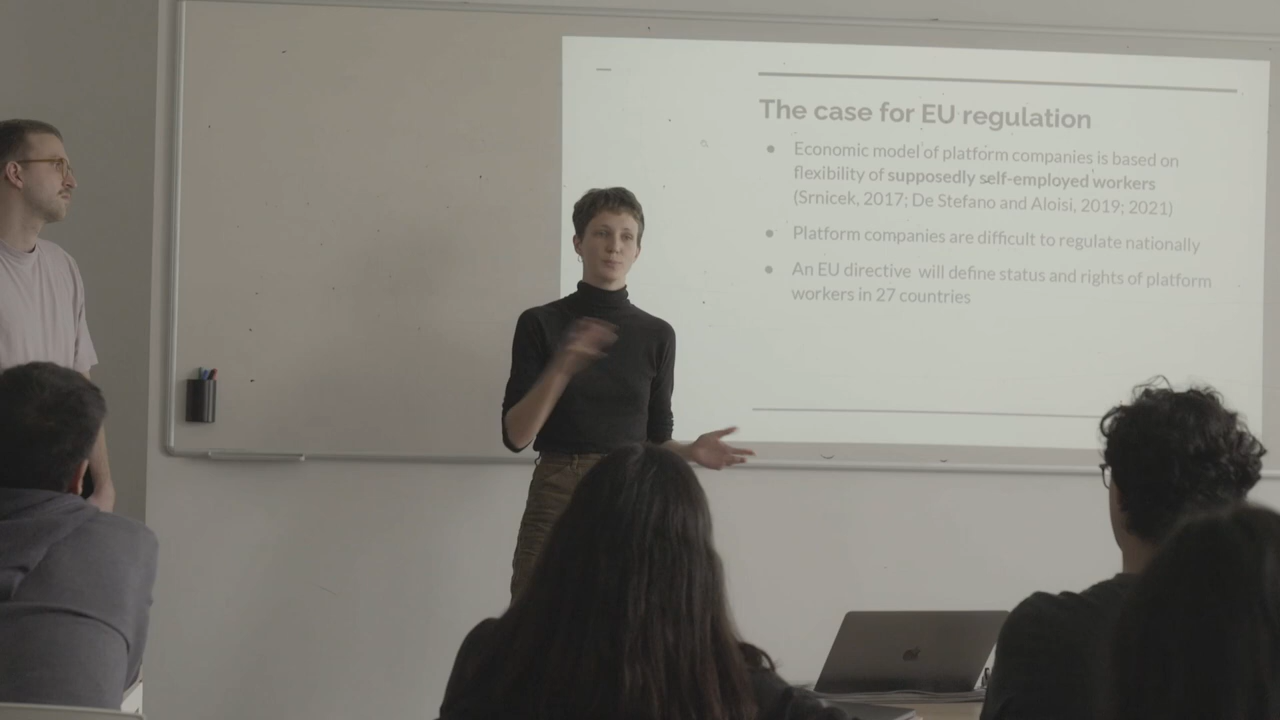 The case for EU regulation
● Economic model of platform companies is based on
flexibility of supposedly self-employed workers
(Srnicek, 2017; De Stefano and Aloisi, 2019; 2021)
● Platform companies are difficult to regulate nationally
● An EU directive will define status and rights of platform
workers in 27 countries